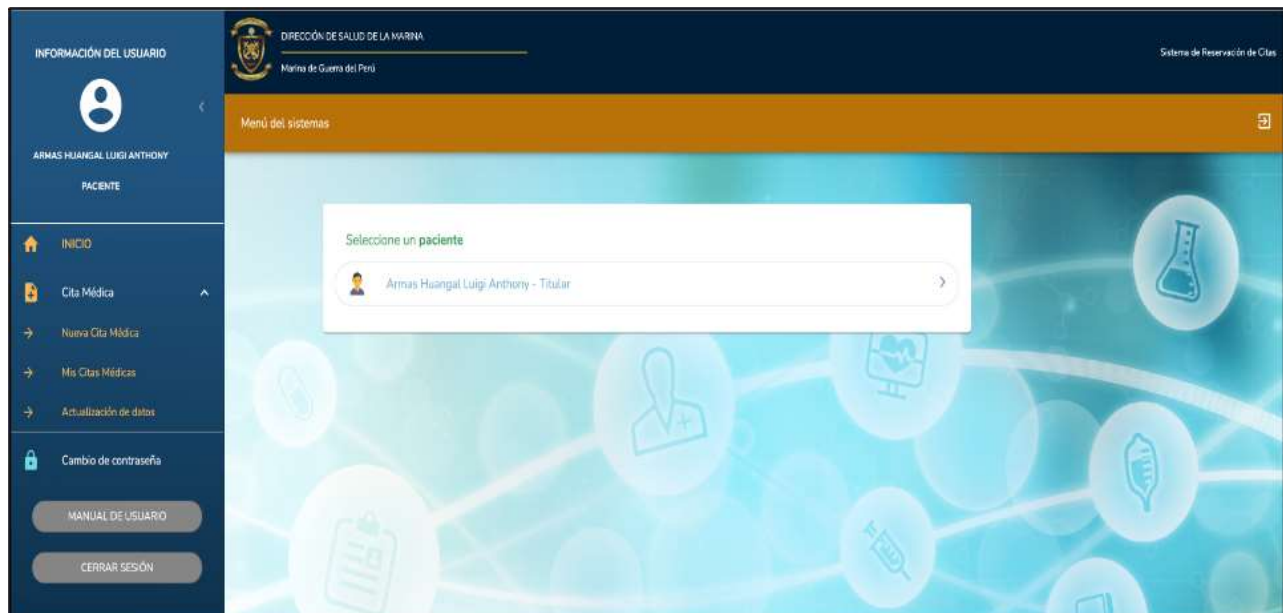 INFORMACIÓN DEL USUARIO
ARMAS HUANGAL LUIGI ANTHONY
PACIENTE
INICIO
Cita Médica
Nueva Cita Médica
Mis Citas Médicas
Actualización de datos
Cambio de contraseña
MANUAL DE USUARIO
CERRAR SESIÓN
DIRECCIÓN DE SALUD DE LA MARINA
Marina de Guerra del Perú
Sistema de Reservación de Citas
Menú del sistemas
Seleccione un paciente
Armas Huangal Luigi Anthony - Titular